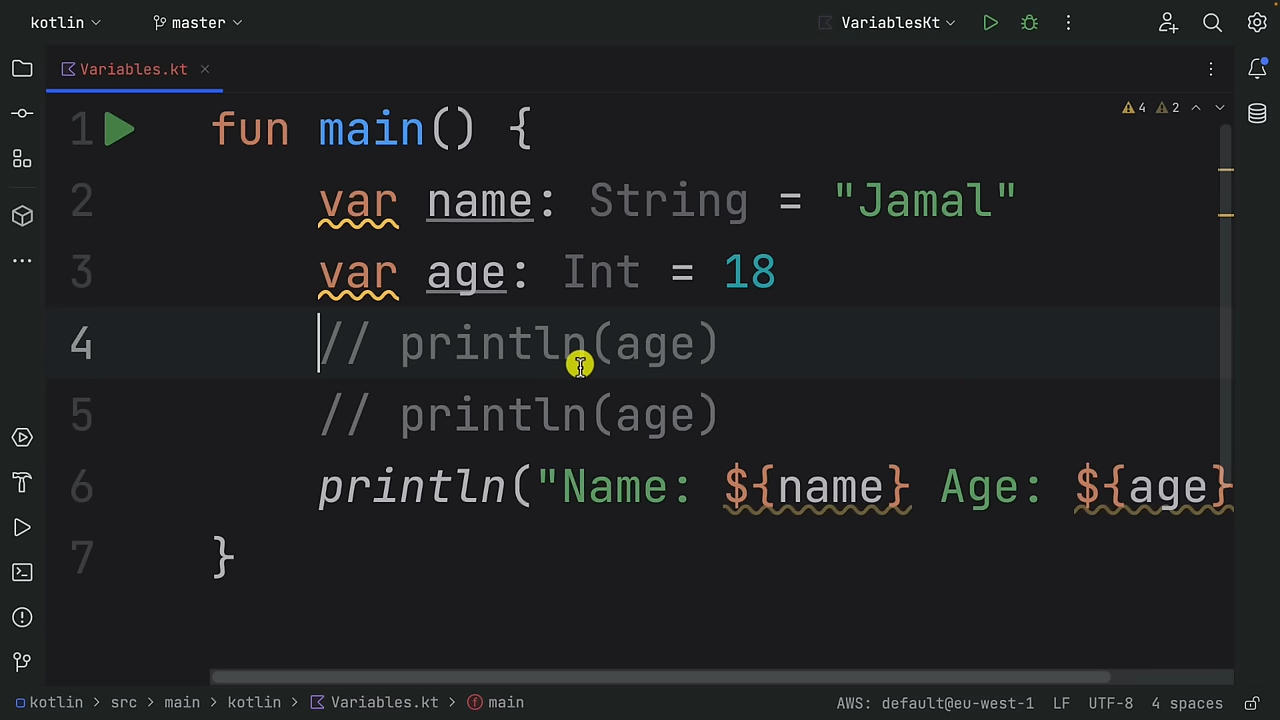 kotlin master VariablesKt
Variables.kt
4 2
1 fun main() {
2 var name: String = "Jamal"
3 var age: Int = 18
4 // println(age)
5 // println(age)
6 println("Name: ${name} Age: ${age}
7 }
kotlin > src > main > kotlin > Variables.kt > main AWS: default@eu-west-1 LF UTF-8 4 spaces